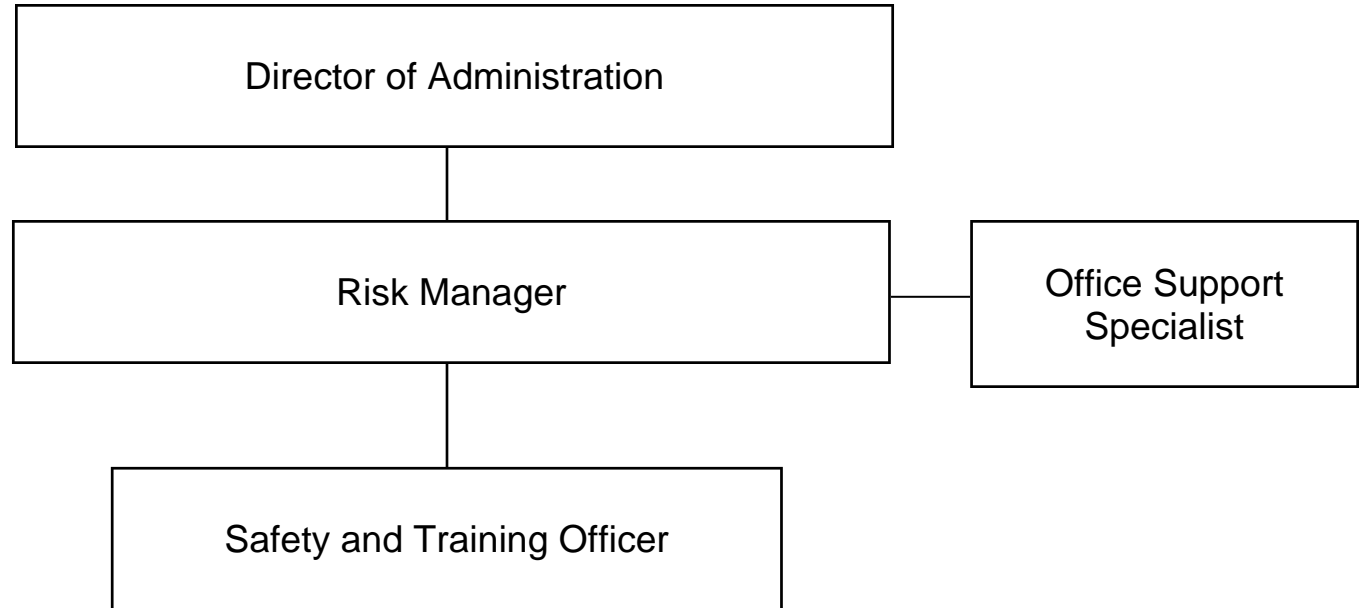 Director of Administration
Risk Manager
Office Support
Specialist
Safety and Training Officer